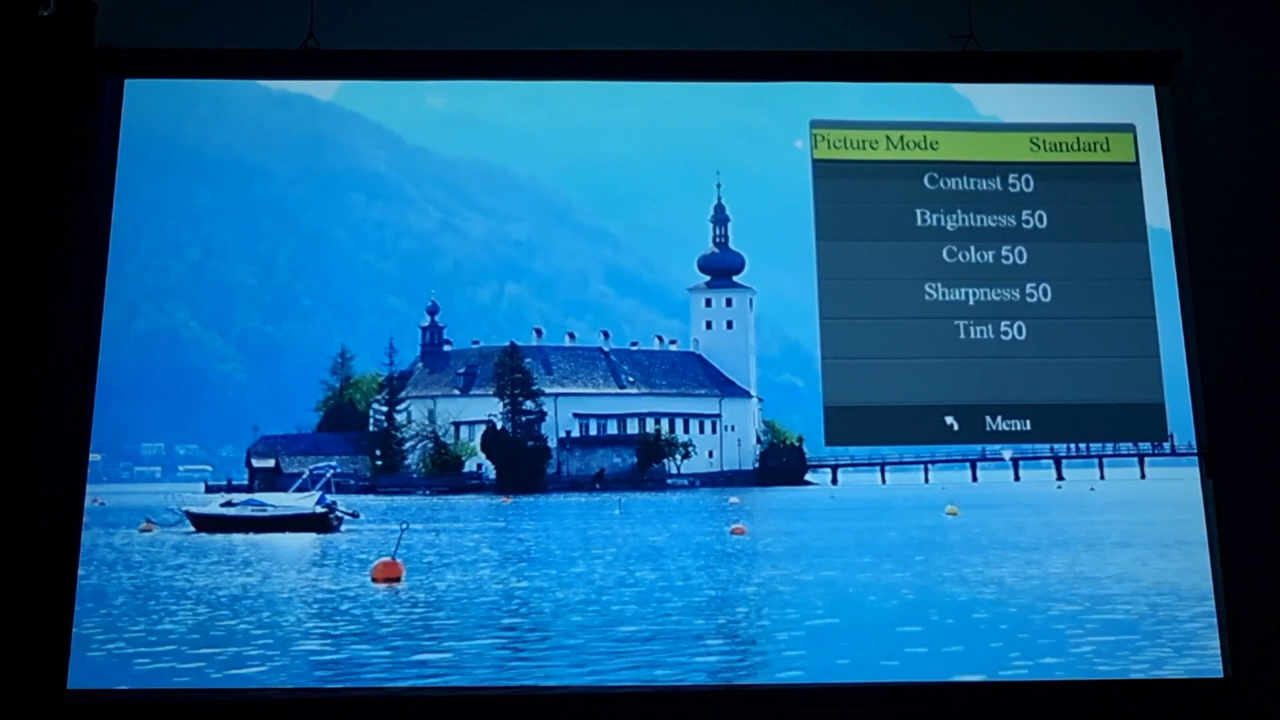 Picture Mode Standard
Contrast 50
Brightness 50
Color 50
Sharpness 50
Tint 50
Menu